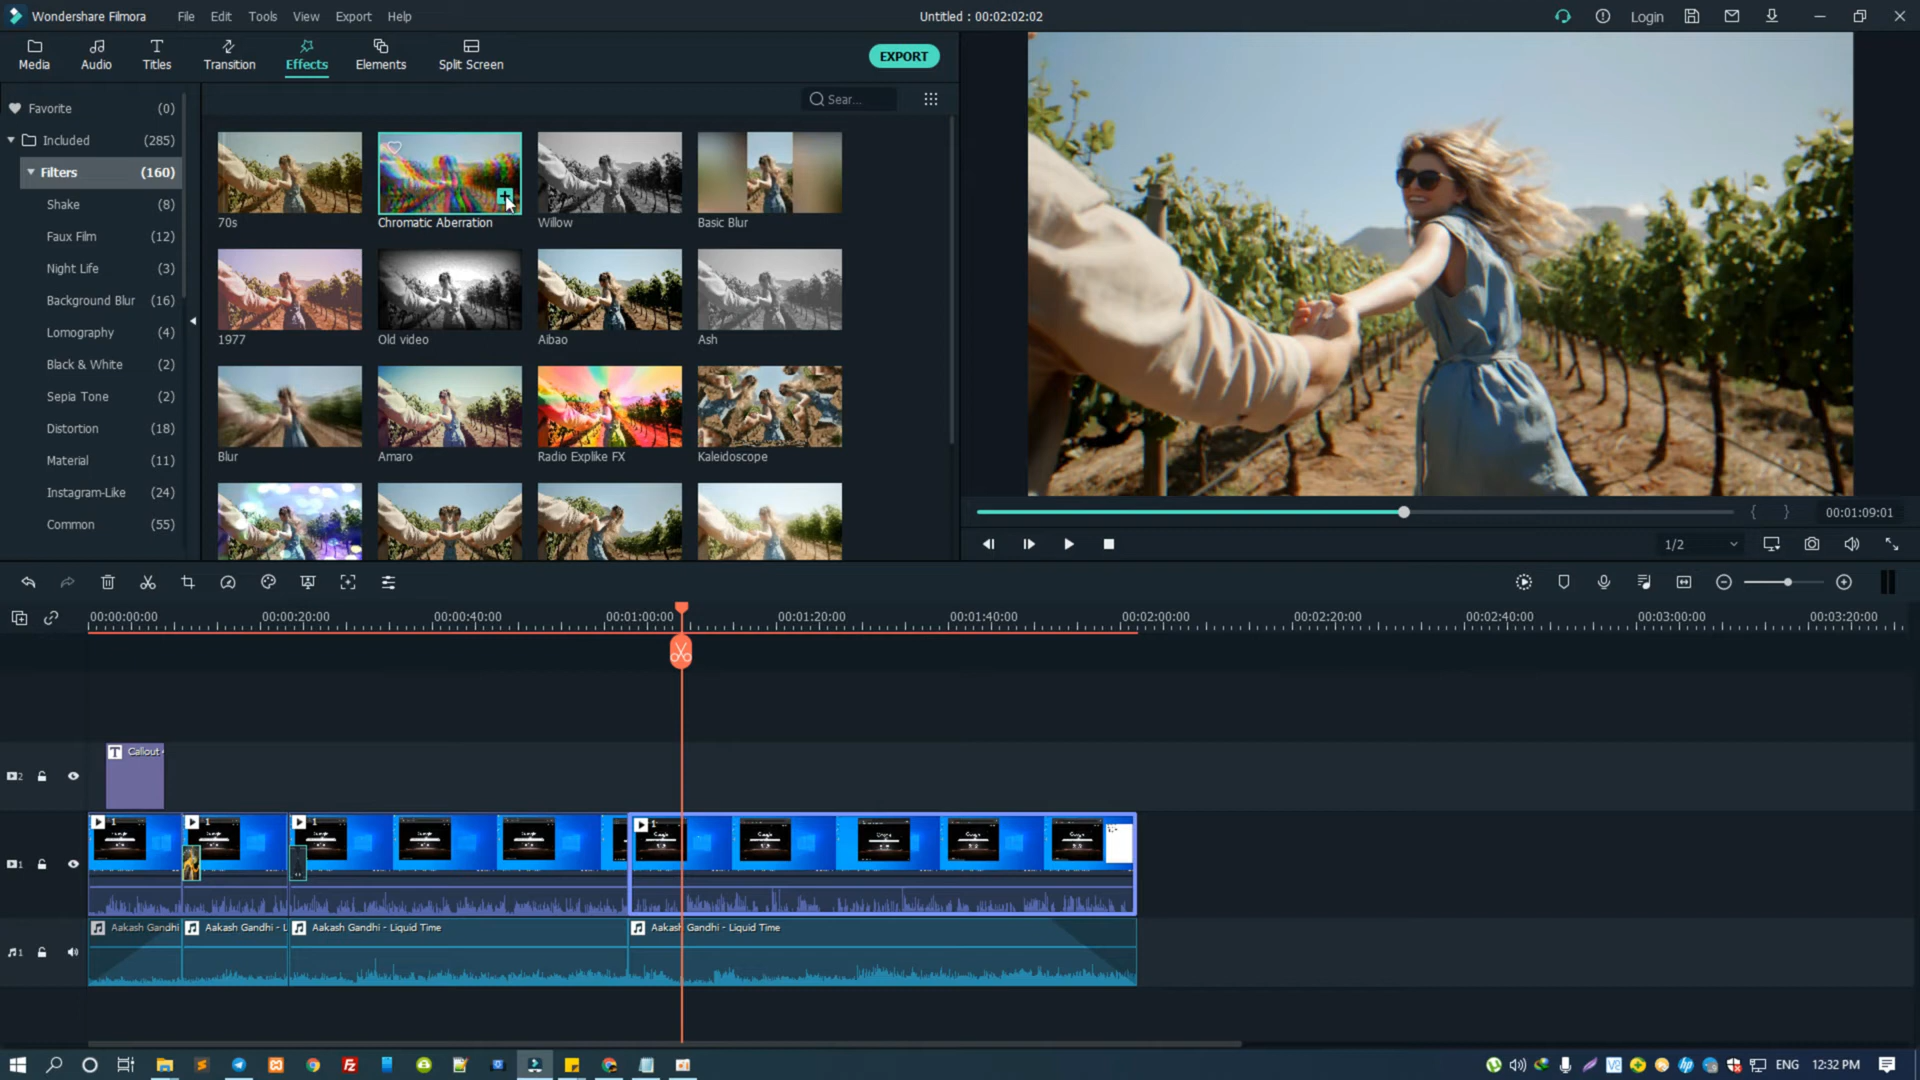 Wondershare Filmora
File Edit Tools View Export Help
Untitled : 00:02:02:02
Login
Media Audio Titles Transition Effects Elements Split Screen
EXPORT
Favorite (0)
Included (285)
Filters (160)
Shake (8)
Faux Film (12)
Night Life (3)
Background Blur (16)
Lomography (4)
Black & White (2)
Sepia Tone (2)
Distortion (18)
Material (11)
Instagram-Like (24)
Common (55)
Sear...
70s Chromatic Aberration Willow Basic Blur
1977 Old video Aibao Ash
Blur Amaro Radio Explike FX Kaleidoscope
{ } 00:01:09:01
1/2
00:00:00:00 00:00:20:00 00:00:40:00 00:01:00:00 00:01:20:00 00:01:40:00 00:02:00:00 00:02:20:00 00:02:40:00 00:03:00:00 00:03:20:00
T Callout
2
1 1 1 1
1
Aakash Gandhi Aakash Gandhi - L Aakash Gandhi - Liquid Time Aakash Gandhi - Liquid Time
1
ENG 12:32 PM